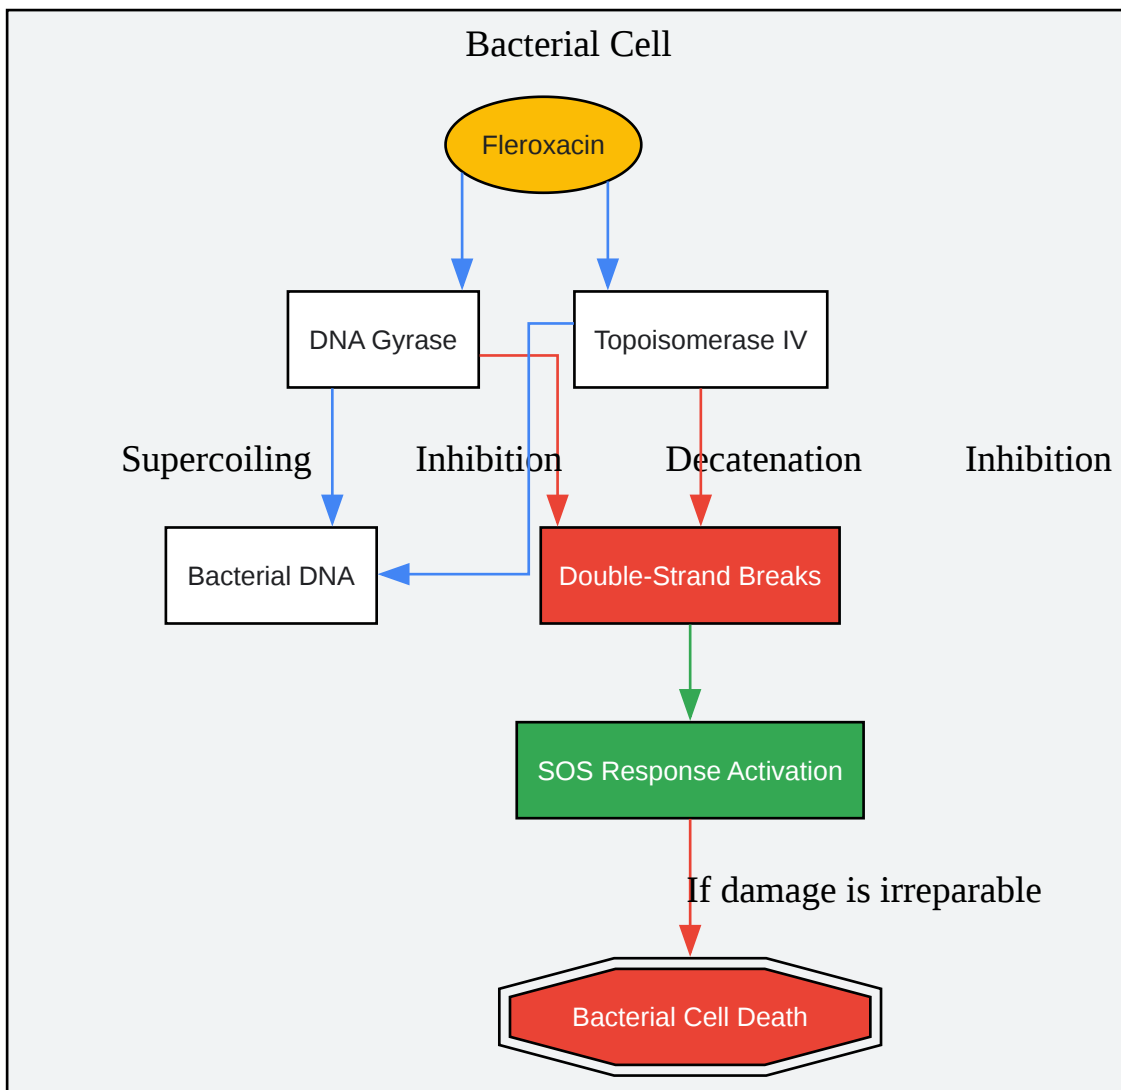 Bacterial Cell
Fleroxacin
DNA Gyrase
Topoisomerase IV
Supercoiling
Inhibition
Decatenation
Inhibition
Bacterial DNA
Double-Strand Breaks
SOS Response Activation
If damage is irreparable
Bacterial Cell Death